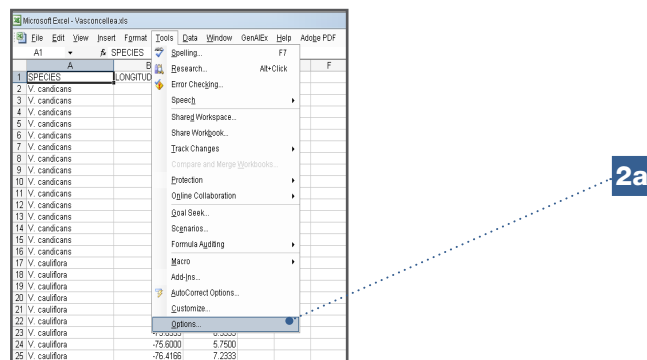 Microsoft Excel - Vasconcellea.xls
File Edit View Insert Format Tools Data Window GenAlEx Help Adobe PDF
A1 fx SPECIES
A B F
1 SPECIES LONGITUD
2 V. candicans
3 V. candicans
4 V. candicans
5 V. candicans
6 V. candicans
7 V. candicans
8 V. candicans
9 V. candicans
10 V. candicans
11 V. candicans
12 V. candicans
13 V. candicans
14 V. candicans
15 V. candicans
16 V. candicans
17 V. cauliflora
18 V. cauliflora
19 V. cauliflora
20 V. cauliflora
21 V. cauliflora
22 V. cauliflora
23 V. cauliflora
24 V. cauliflora -75.6000 5.7500
25 V. cauliflora -76.4166 7.2333
Spelling... F7
Research... Alt+Click
Error Checking...
Speech
Shared Workspace...
Share Workbook...
Track Changes
Compare and Merge Workbooks...
Protection
Online Collaboration
Goal Seek...
Scenarios...
Formula Auditing
Macro
Add-Ins...
AutoCorrect Options...
Customize...
Options...
2a